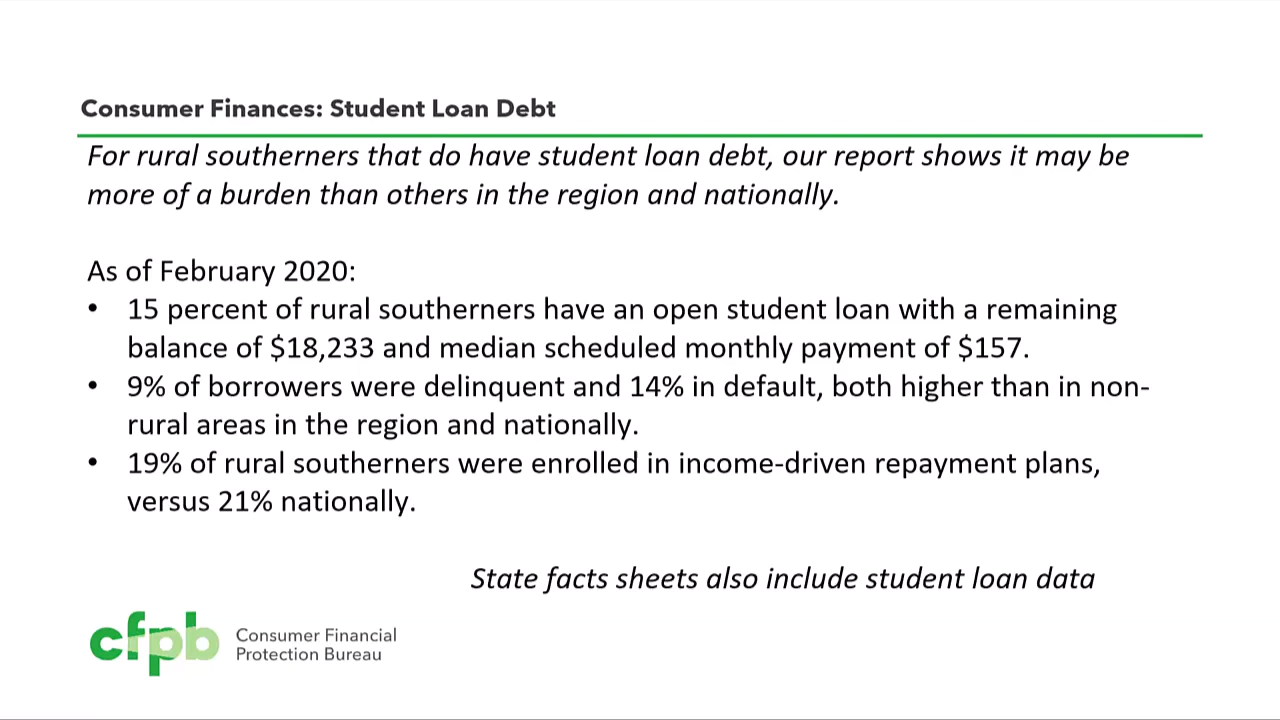 Consumer Finances: Student Loan Debt
For rural southerners that do have student loan debt, our report shows it may be
more of a burden than others in the region and nationally.
As of February 2020:
• 15 percent of rural southerners have an open student loan with a remaining
balance of $18,233 and median scheduled monthly payment of $157.
• 9% of borrowers were delinquent and 14% in default, both higher than in non-
rural areas in the region and nationally.
• 19% of rural southerners were enrolled in income-driven repayment plans,
versus 21% nationally.
State facts sheets also include student loan data
cfpb
Consumer Financial
Protection Bureau